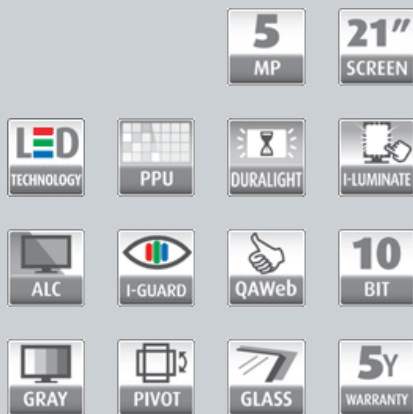 5
MP
21"
SCREEN
LED
TECHNOLOGY
PPU
DURALIGHT
I-LUMINATE
ALC
I-GUARD
QAWeb
10
BIT
GRAY
PIVOT
GLASS
5Y
WARRANTY